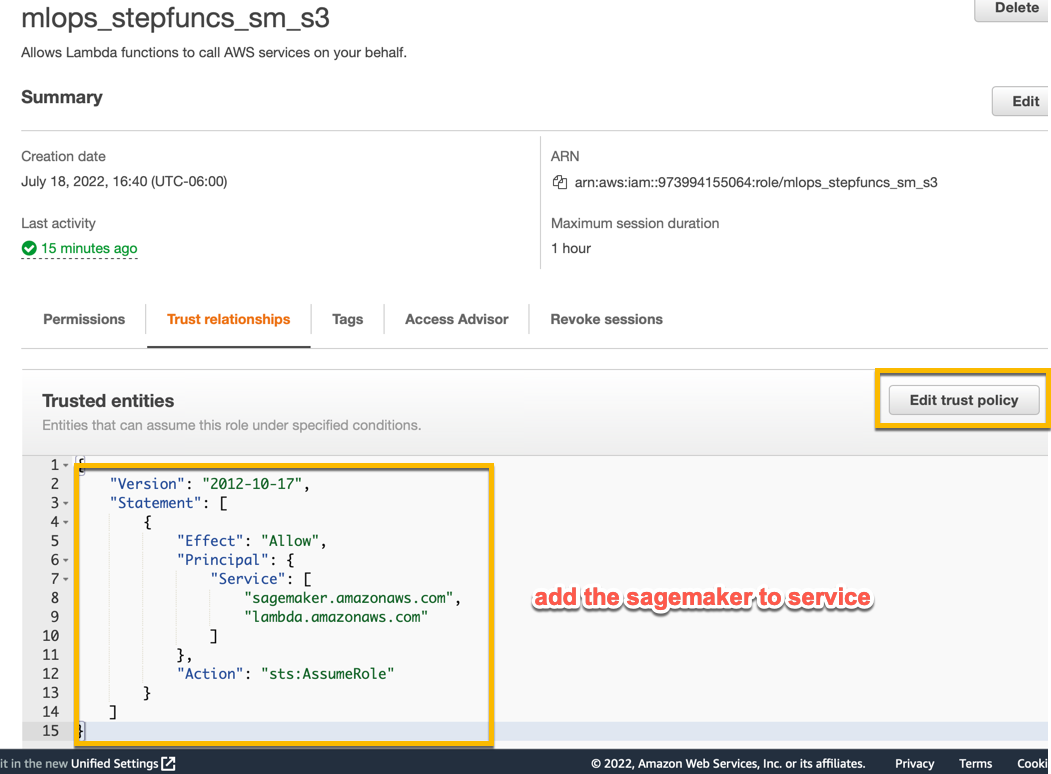 mlops_stepfuncs_sm_s3
Delete
Allows Lambda functions to call AWS services on your behalf.
Summary
Edit
Creation date
July 18, 2022, 16:40 (UTC-06:00)
ARN
arn:aws:iam::973994155064:role/mlops_stepfuncs_sm_s3
Last activity
15 minutes ago
Maximum session duration
1 hour
Permissions
Trust relationships
Tags
Access Advisor
Revoke sessions
Trusted entities
Entities that can assume this role under specified conditions.
Edit trust policy
1 {
2 "Version": "2012-10-17",
3 "Statement": [
4 {
5 "Effect": "Allow",
6 "Principal": {
7 "Service": [
8 "sagemaker.amazonaws.com",
9 "lambda.amazonaws.com"
10 ]
11 },
12 "Action": "sts:AssumeRole"
13 }
14 ]
15 }
add the sagemaker to service
it in the new Unified Settings
© 2022, Amazon Web Services, Inc. or its affiliates.
Privacy
Terms
Cooki